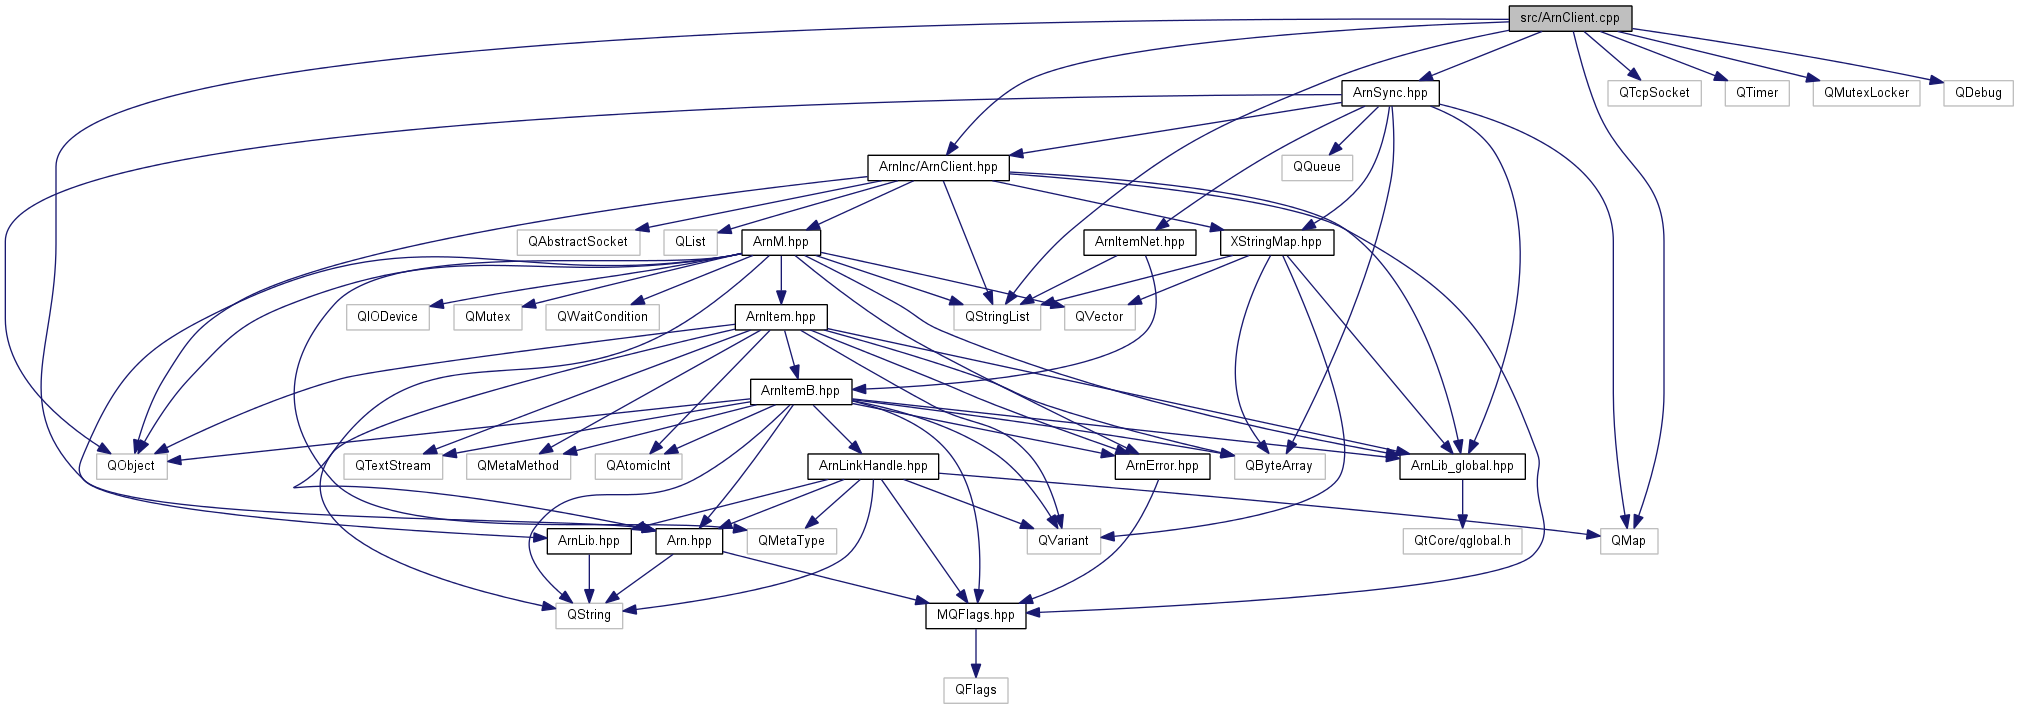 src/ArnClient.cpp
ArnSync.hpp
QTcpSocket
QTimer
QMutexLocker
QDebug
ArnInc/ArnClient.hpp
QQueue
QAbstractSocket
QList
ArnM.hpp
ArnItemNet.hpp
XStringMap.hpp
QIODevice
QMutex
QWaitCondition
ArnItem.hpp
QStringList
QVector
ArnItemB.hpp
QObject
QTextStream
QMetaMethod
QAtomicInt
ArnLinkHandle.hpp
ArnError.hpp
QByteArray
ArnLib_global.hpp
ArnLib.hpp
Arn.hpp
QMetaType
QVariant
QtCore/qglobal.h
QMap
QString
MQFlags.hpp
QFlags